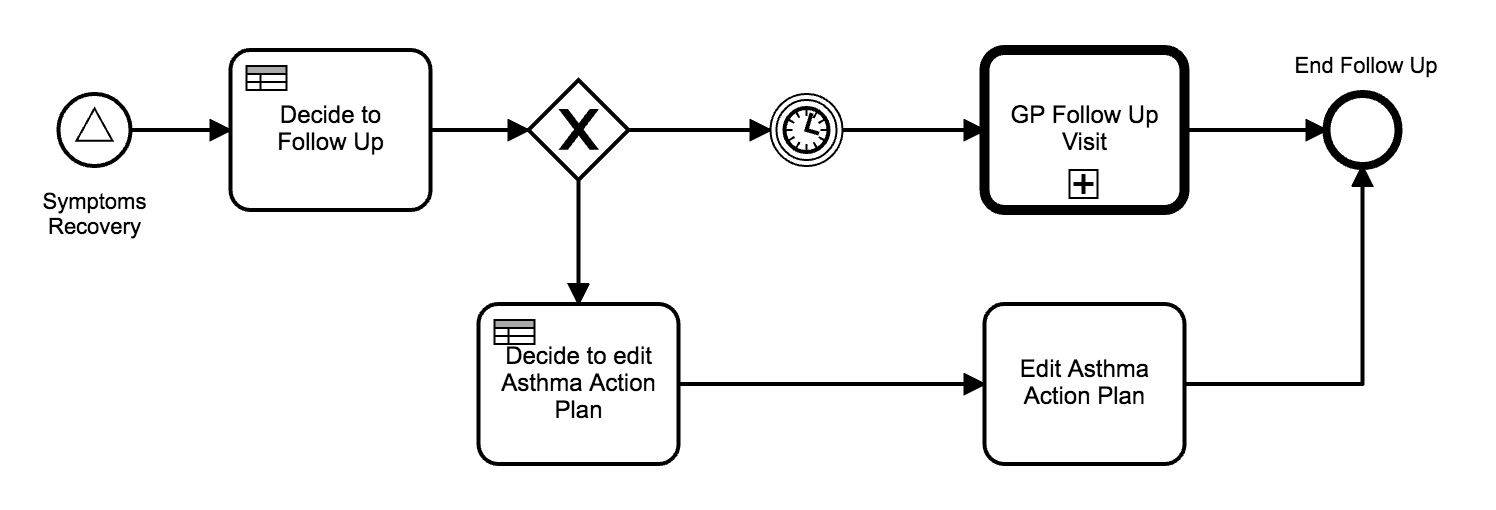 Symptoms
Recovery
Decide to
Follow Up
GP Follow Up
Visit
End Follow Up
Decide to edit
Asthma Action
Plan
Edit Asthma
Action Plan